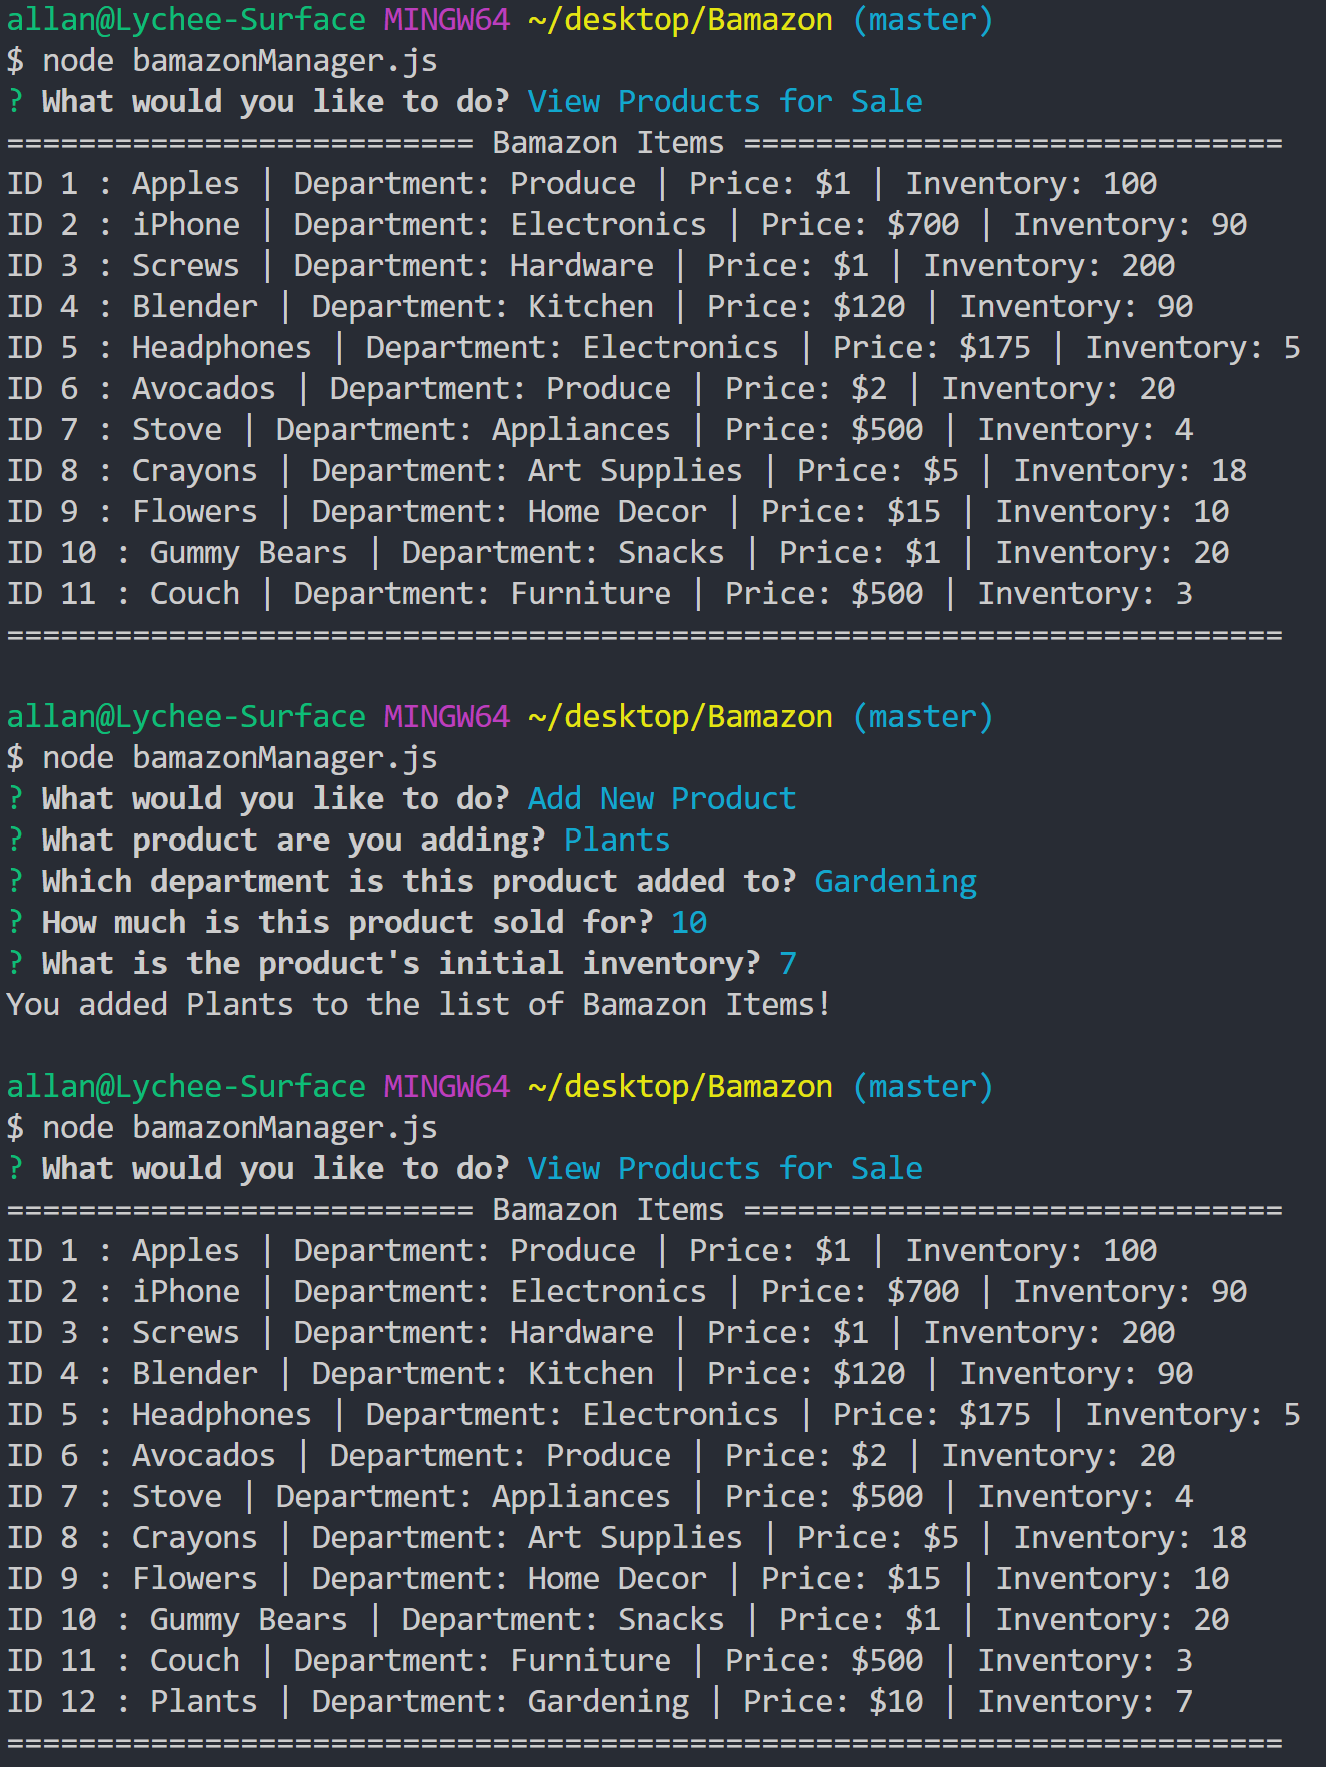 allan@Lychee-Surface MINGW64 ~/desktop/Bamazon (master)
$ node bamazonManager.js
? What would you like to do? View Products for Sale
========================== Bamazon Items ==============================
ID 1 : Apples | Department: Produce | Price: $1 | Inventory: 100
ID 2 : iPhone | Department: Electronics | Price: $700 | Inventory: 90
ID 3 : Screws | Department: Hardware | Price: $1 | Inventory: 200
ID 4 : Blender | Department: Kitchen | Price: $120 | Inventory: 90
ID 5 : Headphones | Department: Electronics | Price: $175 | Inventory: 5
ID 6 : Avocados | Department: Produce | Price: $2 | Inventory: 20
ID 7 : Stove | Department: Appliances | Price: $500 | Inventory: 4
ID 8 : Crayons | Department: Art Supplies | Price: $5 | Inventory: 18
ID 9 : Flowers | Department: Home Decor | Price: $15 | Inventory: 10
ID 10 : Gummy Bears | Department: Snacks | Price: $1 | Inventory: 20
ID 11 : Couch | Department: Furniture | Price: $500 | Inventory: 3
=======================================================================
allan@Lychee-Surface MINGW64 ~/desktop/Bamazon (master)
$ node bamazonManager.js
? What would you like to do? Add New Product
? What product are you adding? Plants
? Which department is this product added to? Gardening
? How much is this product sold for? 10
? What is the product's initial inventory? 7
You added Plants to the list of Bamazon Items!
allan@Lychee-Surface MINGW64 ~/desktop/Bamazon (master)
$ node bamazonManager.js
? What would you like to do? View Products for Sale
========================== Bamazon Items ==============================
ID 1 : Apples | Department: Produce | Price: $1 | Inventory: 100
ID 2 : iPhone | Department: Electronics | Price: $700 | Inventory: 90
ID 3 : Screws | Department: Hardware | Price: $1 | Inventory: 200
ID 4 : Blender | Department: Kitchen | Price: $120 | Inventory: 90
ID 5 : Headphones | Department: Electronics | Price: $175 | Inventory: 5
ID 6 : Avocados | Department: Produce | Price: $2 | Inventory: 20
ID 7 : Stove | Department: Appliances | Price: $500 | Inventory: 4
ID 8 : Crayons | Department: Art Supplies | Price: $5 | Inventory: 18
ID 9 : Flowers | Department: Home Decor | Price: $15 | Inventory: 10
ID 10 : Gummy Bears | Department: Snacks | Price: $1 | Inventory: 20
ID 11 : Couch | Department: Furniture | Price: $500 | Inventory: 3
ID 12 : Plants | Department: Gardening | Price: $10 | Inventory: 7
=======================================================================